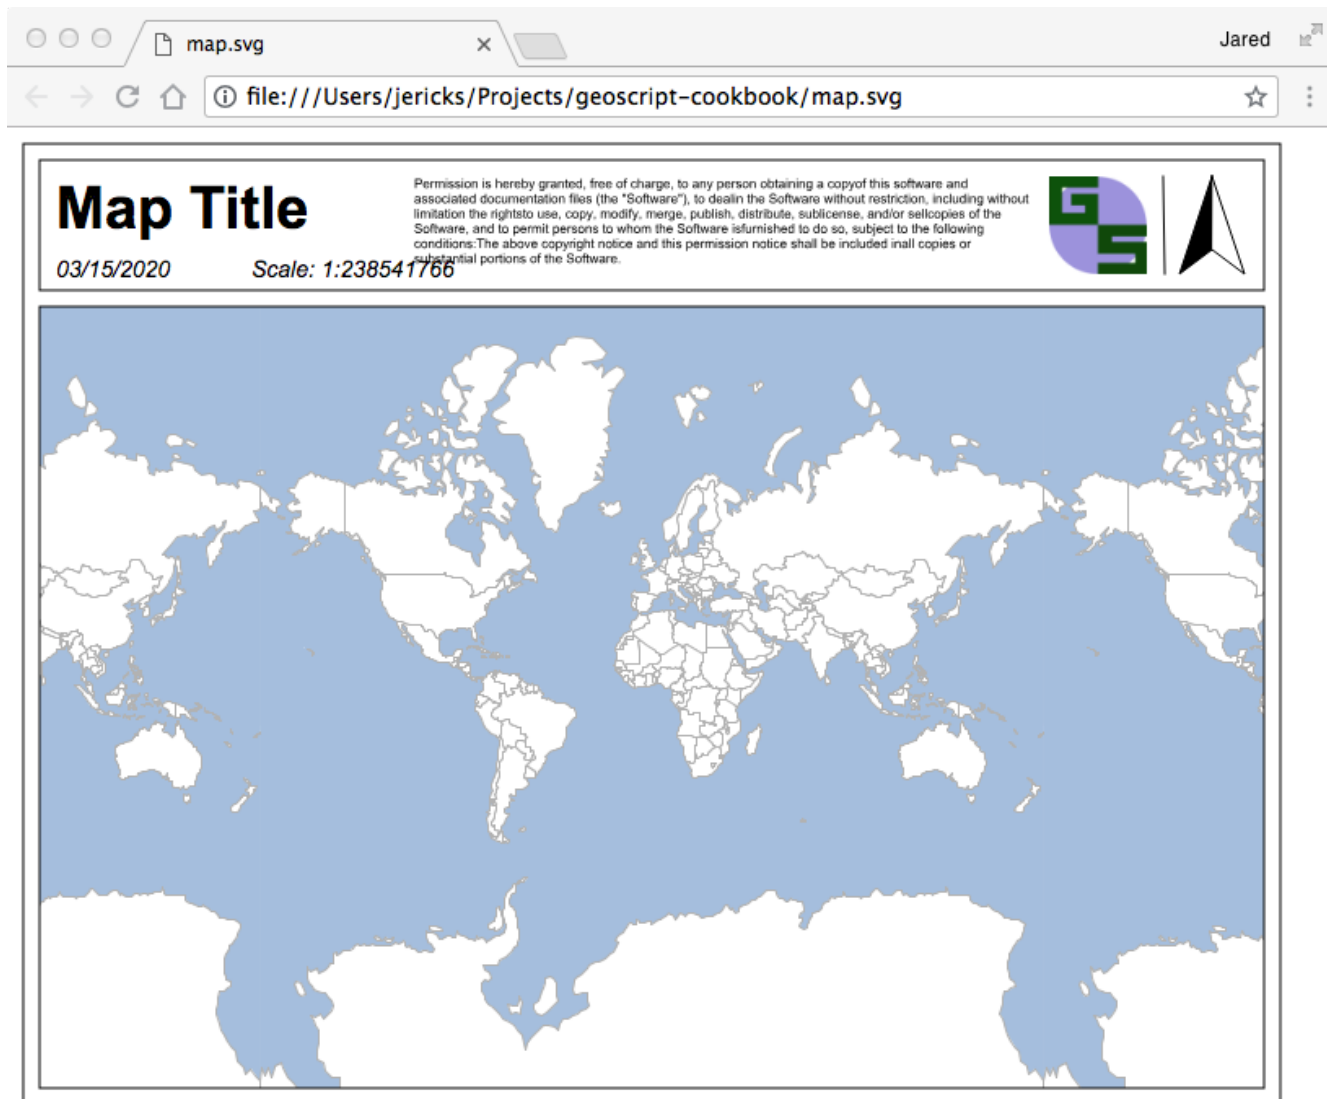 map.svg
Jared
file:///Users/jericks/Projects/geoscript-cookbook/map.svg
Map Title
03/15/2020
Scale: 1:238541766
Permission is hereby granted, free of charge, to any person obtaining a copyof this software and
associated documentation files (the "Software"), to dealin the Software without restriction, including without
limitation the rightsto use, copy, modify, merge, publish, distribute, sublicense, and/or sellcopies of the
Software, and to permit persons to whom the Software isfurnished to do so, subject to the following
conditions:The above copyright notice and this permission notice shall be included inall copies or
substantial portions of the Software.
GS